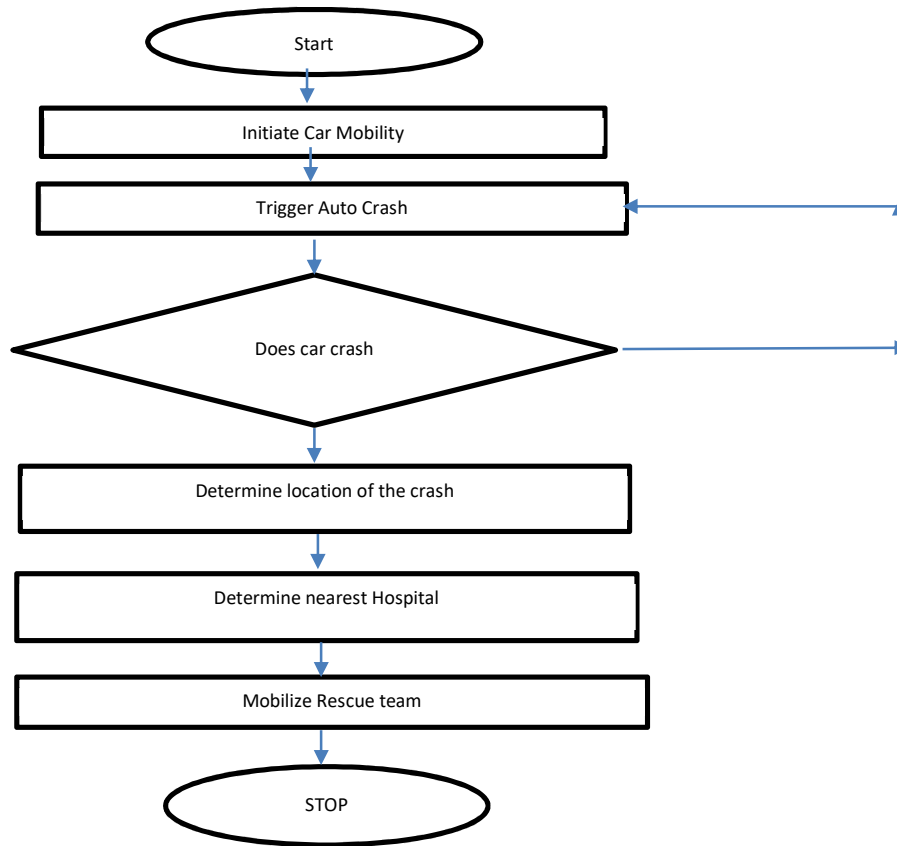 Start
Initiate Car Mobility
Trigger Auto Crash
Does car crash
Determine location of the crash
Determine nearest Hospital
Mobilize Rescue team
STOP